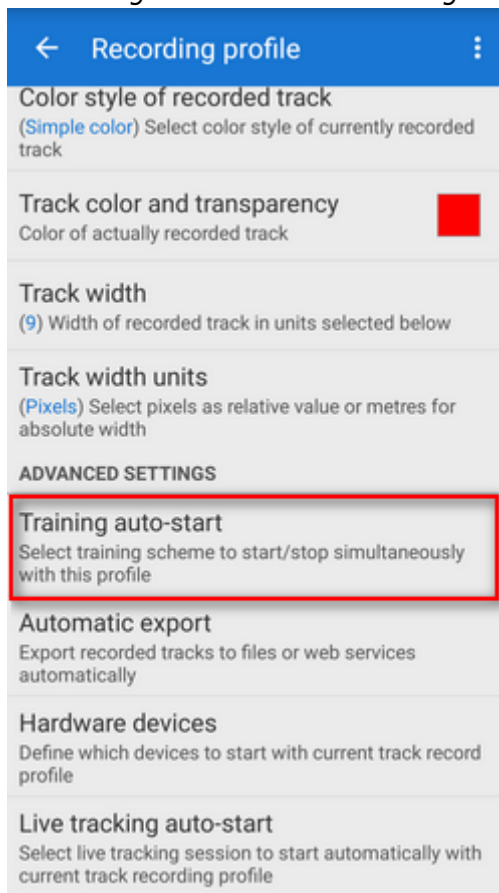 Recording profile
Color style of recorded track
(Simple color) Select color style of currently recorded
track
Track color and transparency
Color of actually recorded track
Track width
(9) Width of recorded track in units selected below
Track width units
(Pixels) Select pixels as relative value or metres for
absolute width
ADVANCED SETTINGS
Training auto-start
Select training scheme to start/stop simultaneously
with this profile
Automatic export
Export recorded tracks to files or web services
automatically
Hardware devices
Define which devices to start with current track record
profile
Live tracking auto-start
Select live tracking session to start automatically with
current track recording profile